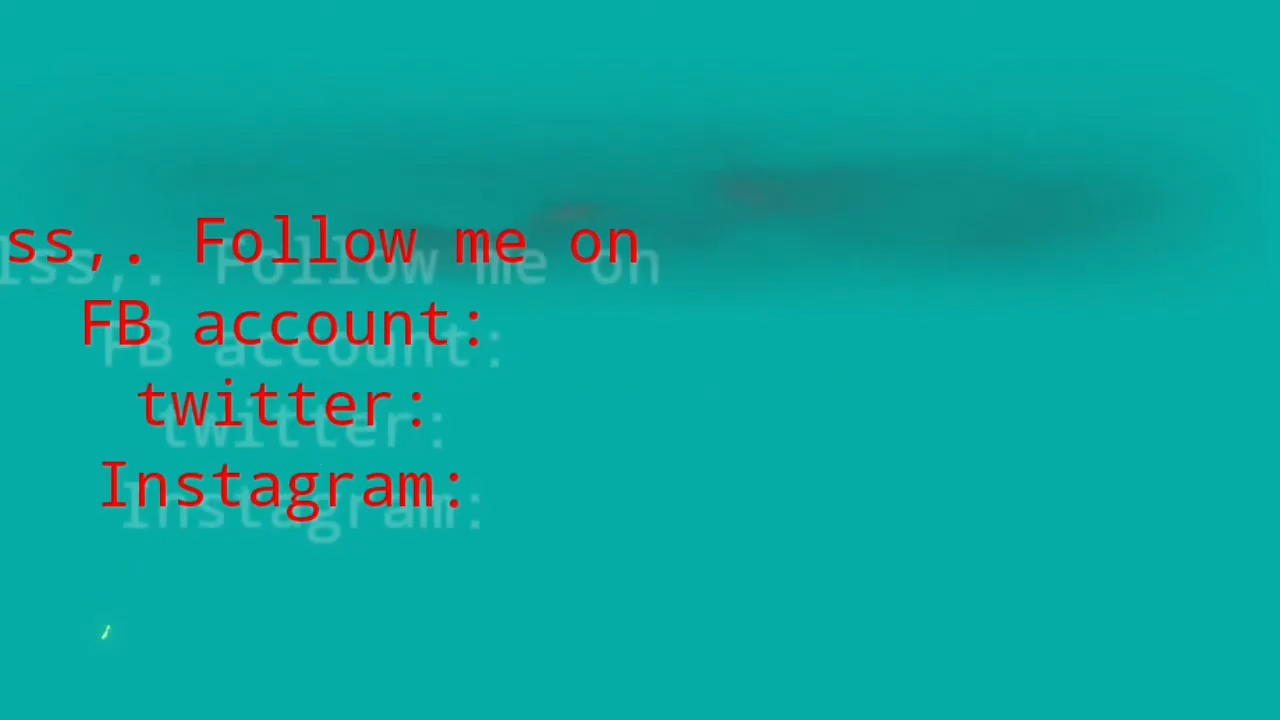 ss,. Follow me on
FB account:
twitter:
Instagram: